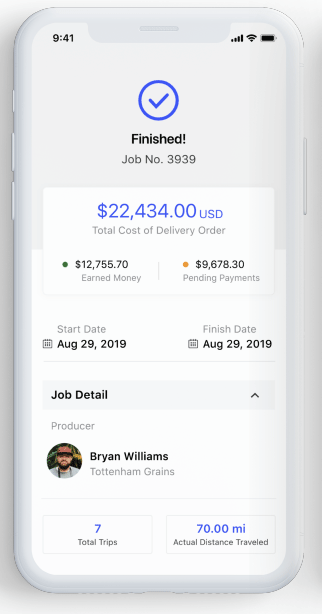 9:41
Finished!
Job No. 3939
$22,434.00 USD
Total Cost of Delivery Order
$12,755.70
Earned Money
$9,678.30
Pending Payments
Start Date
Aug 29, 2019
Finish Date
Aug 29, 2019
Job Detail
Producer
Bryan Williams
Tottenham Grains
7
Total Trips
70.00 mi
Actual Distance Traveled